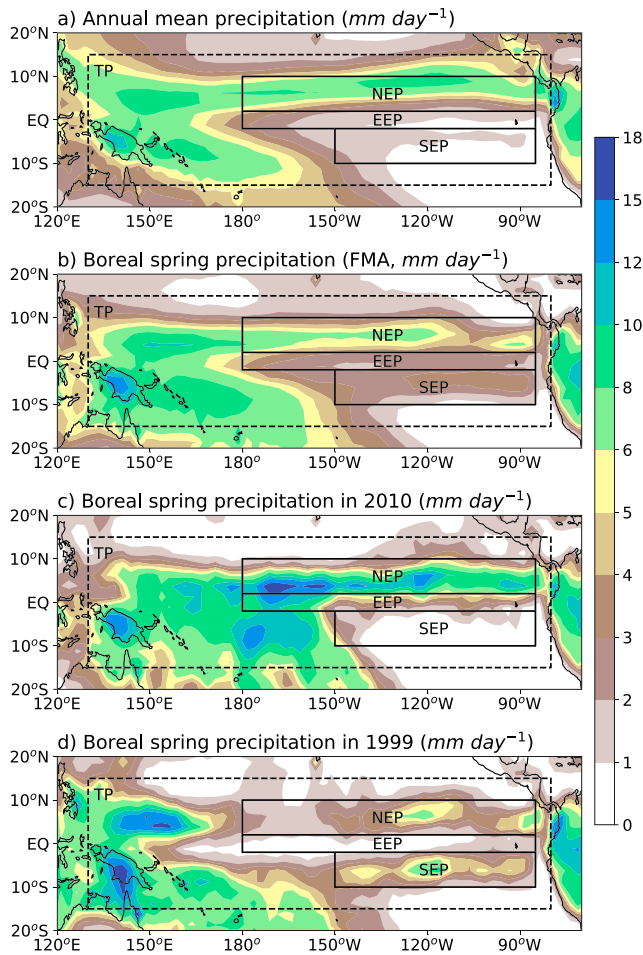 a) Annual mean precipitation (mm day⁻¹)
20°N
10°N
EQ
10°S
20°S
TP
NEP
EEP
SEP
120°E 150°E 180° 150°W 120°W 90°W
b) Boreal spring precipitation (FMA, mm day⁻¹)
20°N
10°N
EQ
10°S
20°S
TP
NEP
EEP
SEP
120°E 150°E 180° 150°W 120°W 90°W
c) Boreal spring precipitation in 2010 (mm day⁻¹)
20°N
10°N
EQ
10°S
20°S
TP
NEP
EEP
SEP
120°E 150°E 180° 150°W 120°W 90°W
d) Boreal spring precipitation in 1999 (mm day⁻¹)
20°N
10°N
EQ
10°S
20°S
TP
NEP
EEP
SEP
120°E 150°E 180° 150°W 120°W 90°W
18
15
12
10
8
6
5
4
3
2
1
0